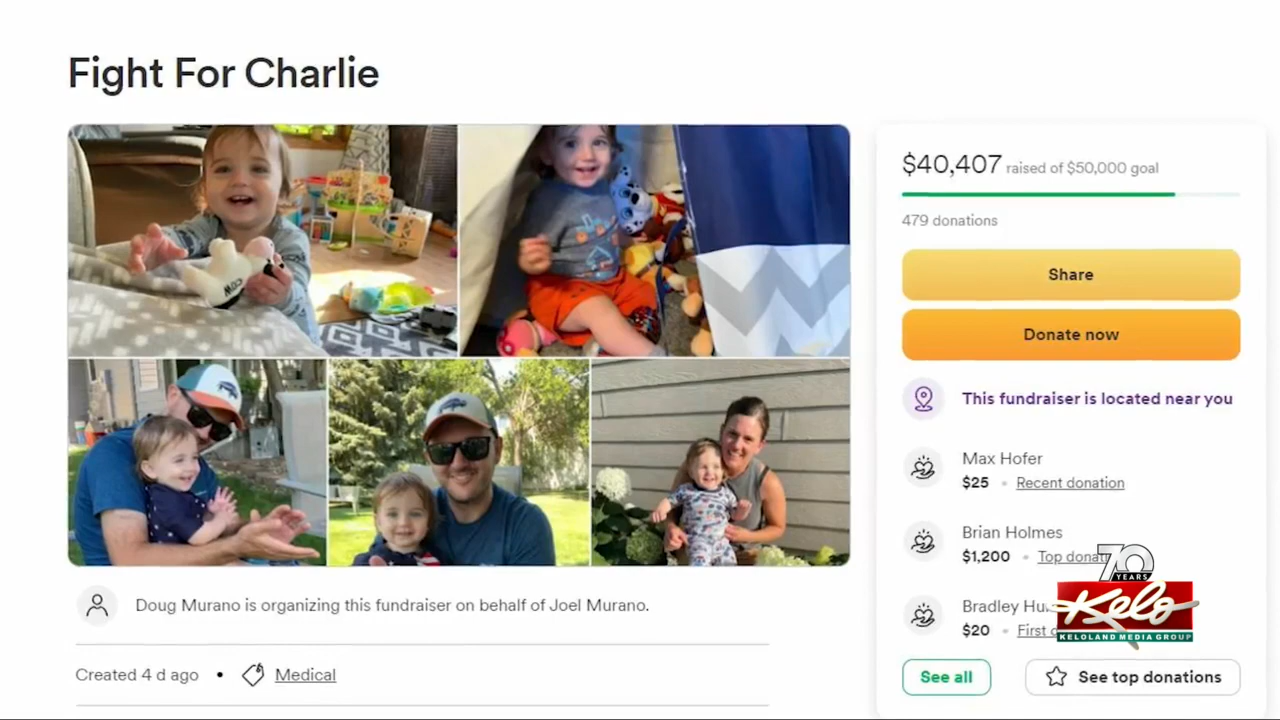 Fight For Charlie
$40,407 raised of $50,000 goal
479 donations
Share
Donate now
This fundraiser is located near you
Max Hofer
$25 • Recent donation
Brian Holmes
$1,200 • Top
Bradley
$20 • First
See all
See top donations
Doug Murano is organizing this fundraiser on behalf of Joel Murano.
Created 4 d ago • Medical
70
YEARS
Kelo
KELOLAND MEDIA GROUP